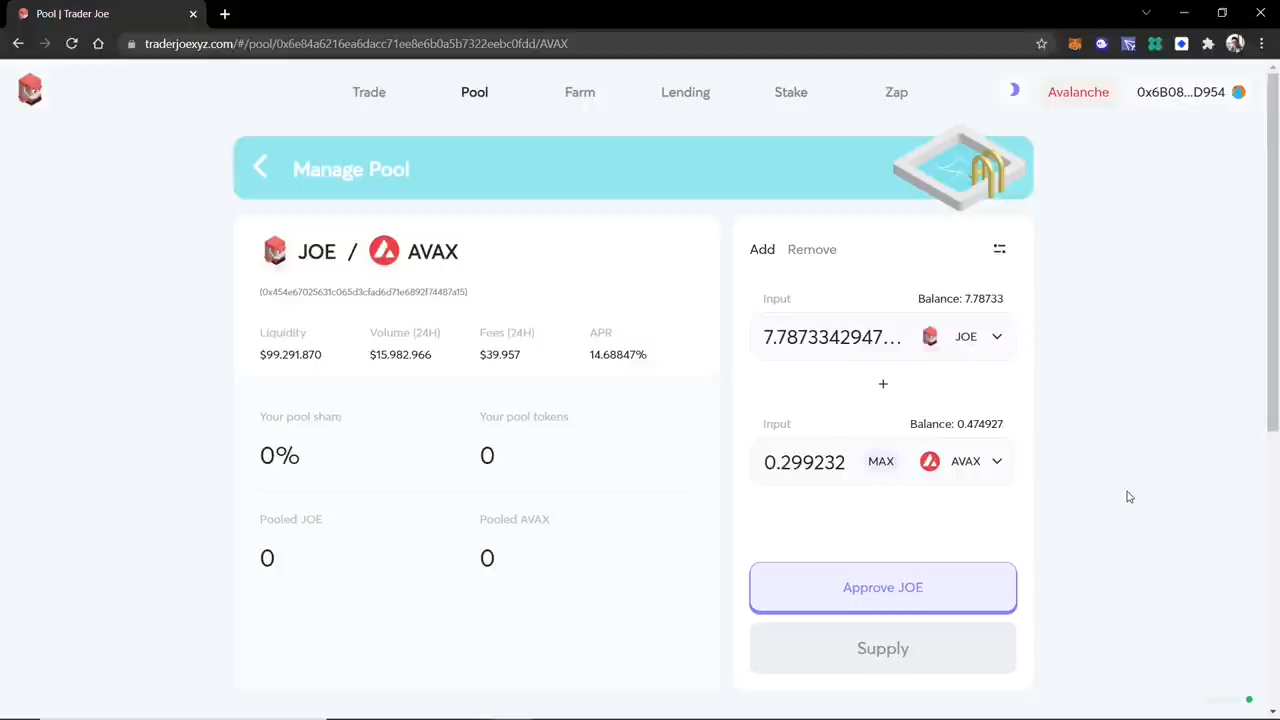 Pool | Trader Joe
traderjoexyz.com/#/pool/0x6e84a6216ea6dacc71ee8e6b0a5b7322eebc0fdd/AVAX
Trade Pool Farm Lending Stake Zap Avalanche 0x6B08...D954
Manage Pool
JOE / AVAX
(0x454e67025631c065d3cfad6d71e6892f74487a15)
Liquidity Volume (24H) Fees (24H) APR
$99.291.870 $15.982.966 $39.957 14.68847%
Your pool share Your pool tokens
0% 0
Pooled JOE Pooled AVAX
0 0
Add Remove
Input Balance: 7.78733
7.7873342947... JOE
+
Input Balance: 0.474927
0.299232 MAX AVAX
Approve JOE
Supply